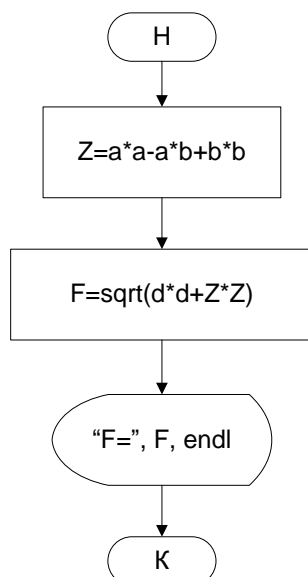 Н
Z=a*a-a*b+b*b
F=sqrt(d*d+Z*Z)
“F=”, F, endl
К